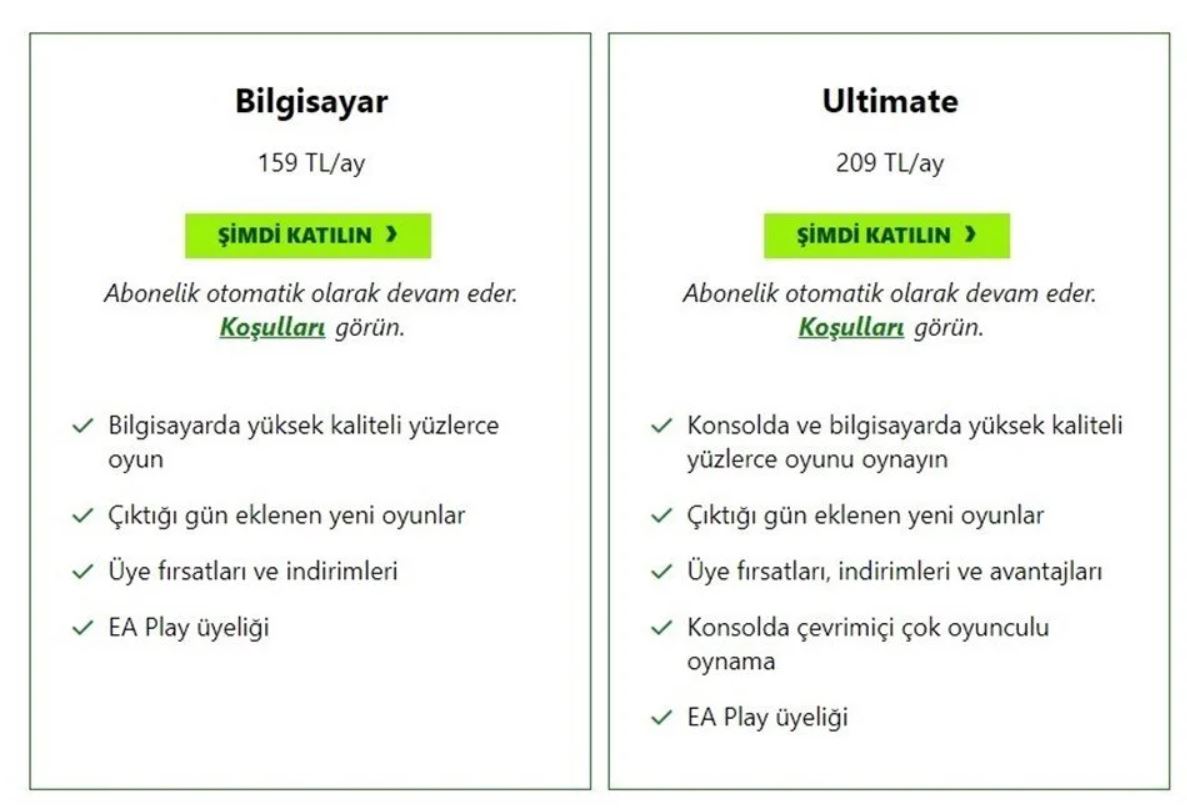 Bilgisayar
159 TL/ay
ŞİMDİ KATILIN ❯
Abonelik otomatik olarak devam eder.
Koşulları görün.
Bilgisayarda yüksek kaliteli yüzlerce
oyun
Çıktığı gün eklenen yeni oyunlar
Üye fırsatları ve indirimleri
EA Play üyeliği
Ultimate
209 TL/ay
ŞİMDİ KATILIN ❯
Abonelik otomatik olarak devam eder.
Koşulları görün.
Konsolda ve bilgisayarda yüksek kaliteli
yüzlerce oyunu oynayın
Çıktığı gün eklenen yeni oyunlar
Üye fırsatları, indirimleri ve avantajları
Konsolda çevrimiçi çok oyunculu
oynama
EA Play üyeliği